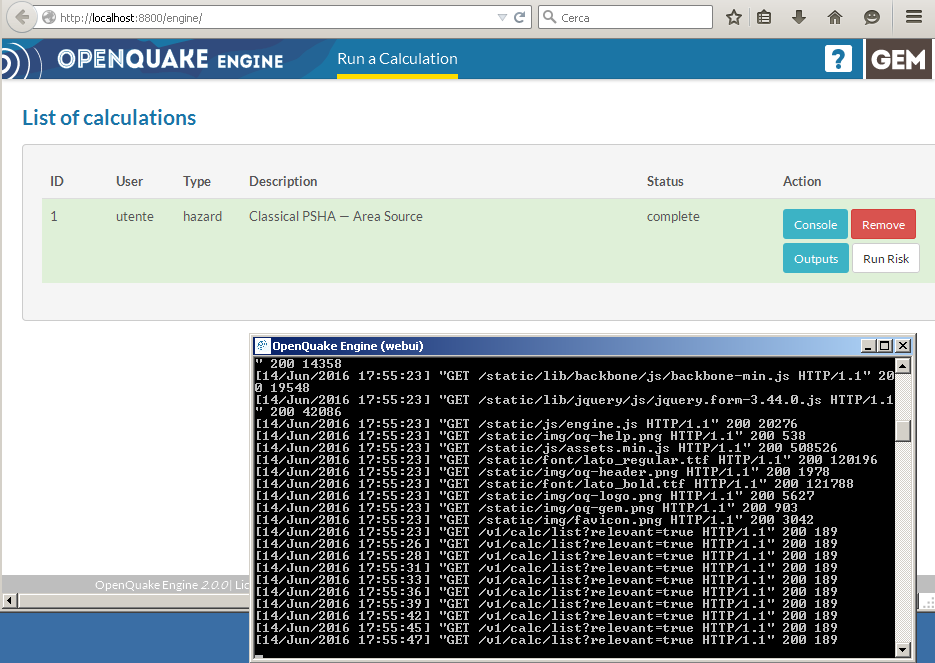 http://localhost:8800/engine/
Cerca
OPENQUAKE ENGINE
Run a Calculation
?
GEM
List of calculations
ID User Type Description Status Action
1 utente hazard Classical PSHA — Area Source complete
Console Remove
Outputs Run Risk
OpenQuake Engine (webui)
" 200 14358
[14/Jun/2016 17:55:23] "GET /static/lib/backbone/js/backbone-min.js HTTP/1.1" 20
0 19548
[14/Jun/2016 17:55:23] "GET /static/lib/jquery/js/jquery.form-3.44.0.js HTTP/1.1
" 200 42086
[14/Jun/2016 17:55:23] "GET /static/js/engine.js HTTP/1.1" 200 20276
[14/Jun/2016 17:55:23] "GET /static/img/oq-help.png HTTP/1.1" 200 538
[14/Jun/2016 17:55:23] "GET /static/js/assets.min.js HTTP/1.1" 200 508526
[14/Jun/2016 17:55:23] "GET /static/font/lato_regular.ttf HTTP/1.1" 200 120196
[14/Jun/2016 17:55:23] "GET /static/img/oq-header.png HTTP/1.1" 200 1978
[14/Jun/2016 17:55:23] "GET /static/font/lato_bold.ttf HTTP/1.1" 200 121788
[14/Jun/2016 17:55:23] "GET /static/img/oq-logo.png HTTP/1.1" 200 5627
[14/Jun/2016 17:55:23] "GET /static/img/oq-gem.png HTTP/1.1" 200 903
[14/Jun/2016 17:55:23] "GET /static/img/favicon.png HTTP/1.1" 200 3042
[14/Jun/2016 17:55:23] "GET /v1/calc/list?relevant=true HTTP/1.1" 200 189
[14/Jun/2016 17:55:26] "GET /v1/calc/list?relevant=true HTTP/1.1" 200 189
[14/Jun/2016 17:55:28] "GET /v1/calc/list?relevant=true HTTP/1.1" 200 189
[14/Jun/2016 17:55:31] "GET /v1/calc/list?relevant=true HTTP/1.1" 200 189
[14/Jun/2016 17:55:33] "GET /v1/calc/list?relevant=true HTTP/1.1" 200 189
[14/Jun/2016 17:55:36] "GET /v1/calc/list?relevant=true HTTP/1.1" 200 189
[14/Jun/2016 17:55:39] "GET /v1/calc/list?relevant=true HTTP/1.1" 200 189
[14/Jun/2016 17:55:42] "GET /v1/calc/list?relevant=true HTTP/1.1" 200 189
[14/Jun/2016 17:55:45] "GET /v1/calc/list?relevant=true HTTP/1.1" 200 189
[14/Jun/2016 17:55:47] "GET /v1/calc/list?relevant=true HTTP/1.1" 200 189
OpenQuake Engine 2.0.0 | Lic